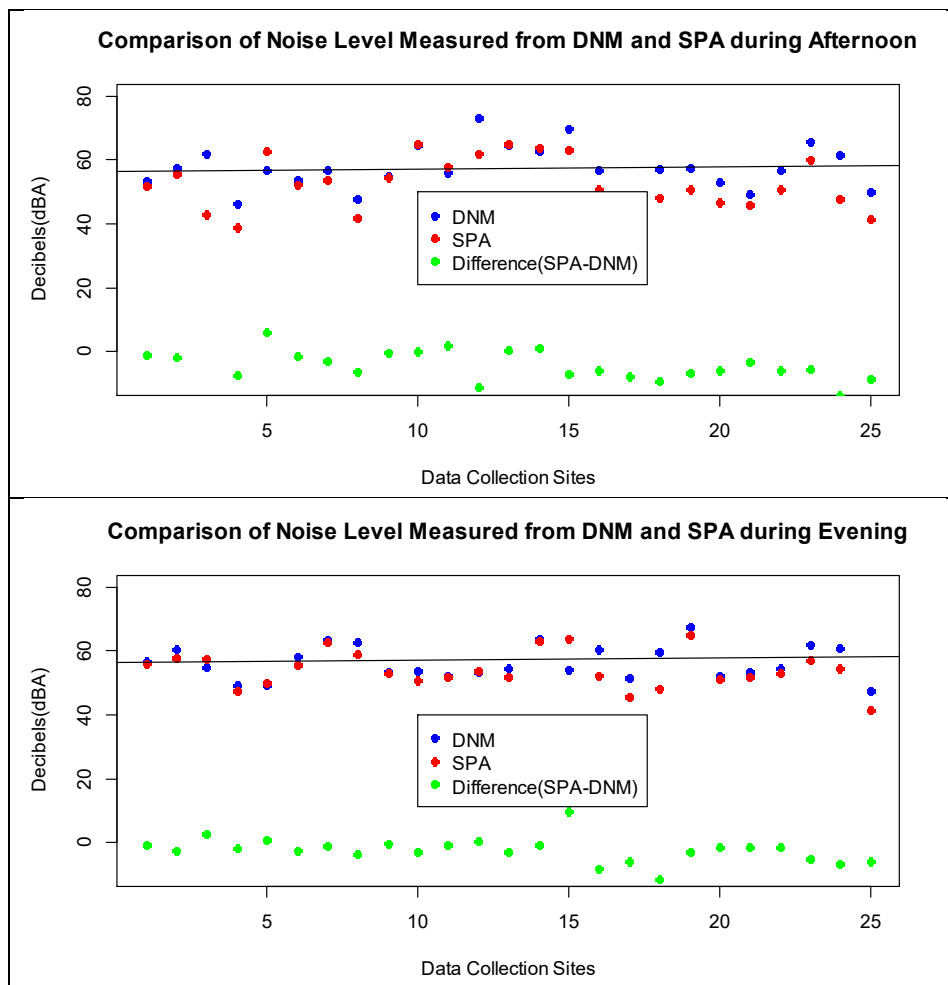 Comparison of Noise Level Measured from DNM and SPA during Afternoon
80
60
40
20
0
Decibels(dBA)
DNM
SPA
Difference(SPA-DNM)
5 10 15 20 25
Data Collection Sites
Comparison of Noise Level Measured from DNM and SPA during Evening
80
60
40
20
0
Decibels(dBA)
DNM
SPA
Difference(SPA-DNM)
5 10 15 20 25
Data Collection Sites